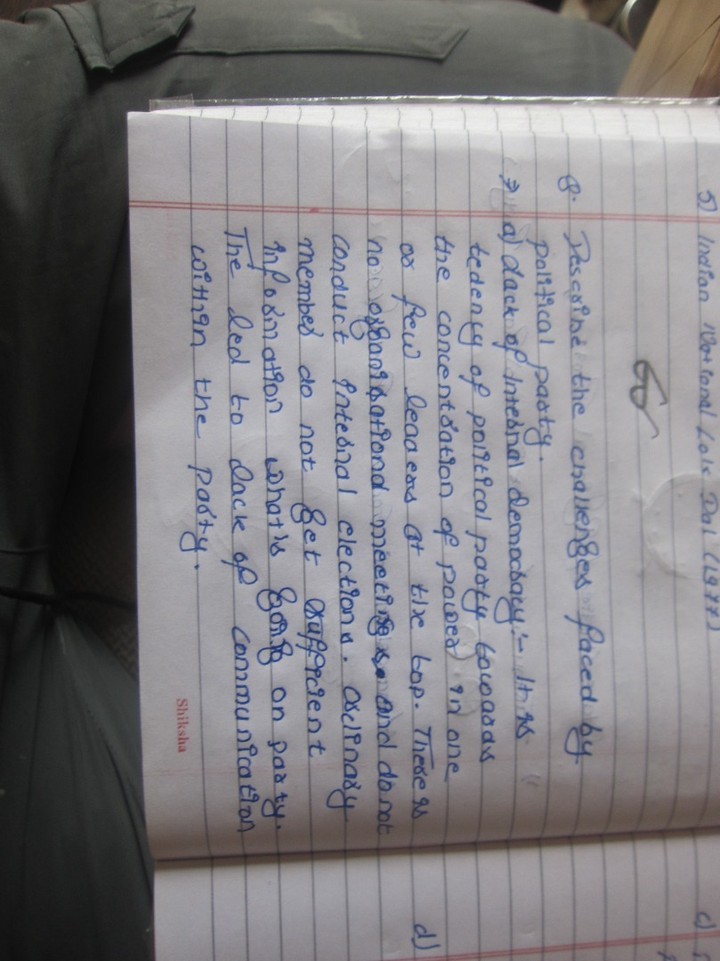 5) Indian National Lok Dal (1977)
Q. Describe the challenges faced by
political party.
→ a) Lack of internal democracy:- It is
tedency of political party towards
the concentration of power in one
or few leaders at the top. There is
no organisational meetings and do not
conduct internal elections. Ordinary
member do not get sufficient
information what's going on party.
The led to lack of communication
within the party.
Shiksha
c)
d)